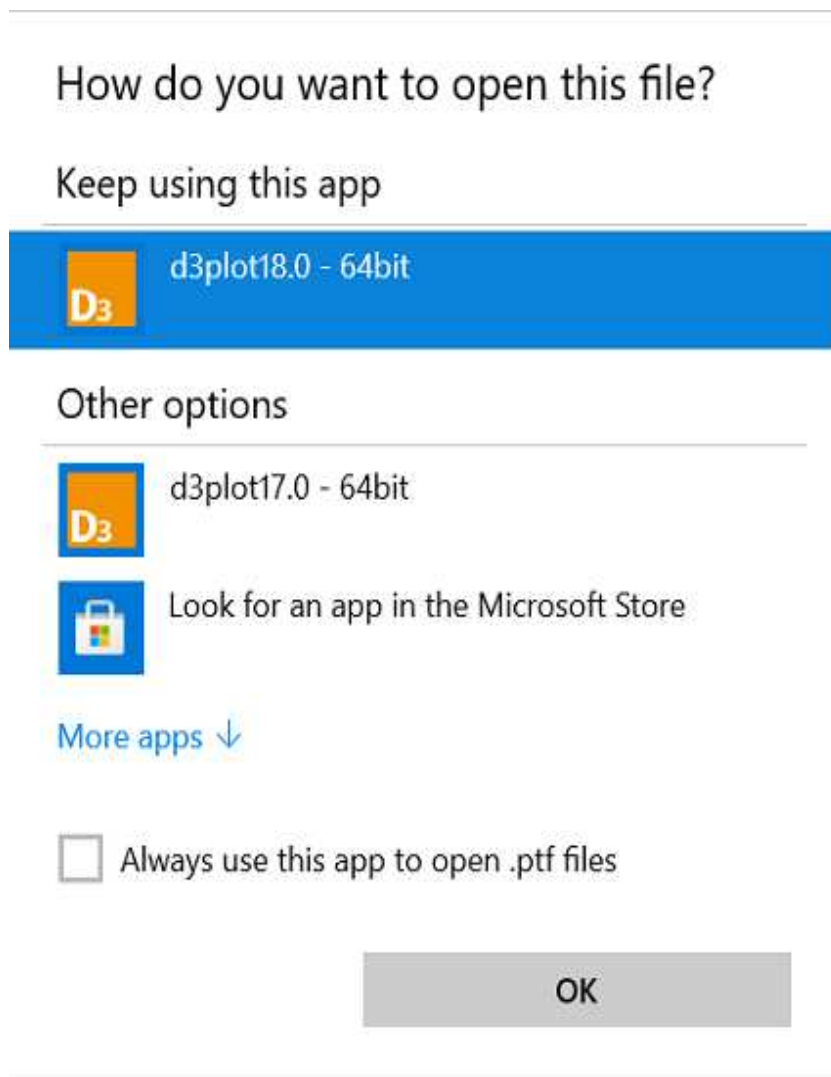 How do you want to open this file?
Keep using this app
d3plot18.0 - 64bit
D3
Other options
d3plot17.0 - 64bit
D3
Look for an app in the Microsoft Store
More apps ↓
Always use this app to open .ptf files
OK